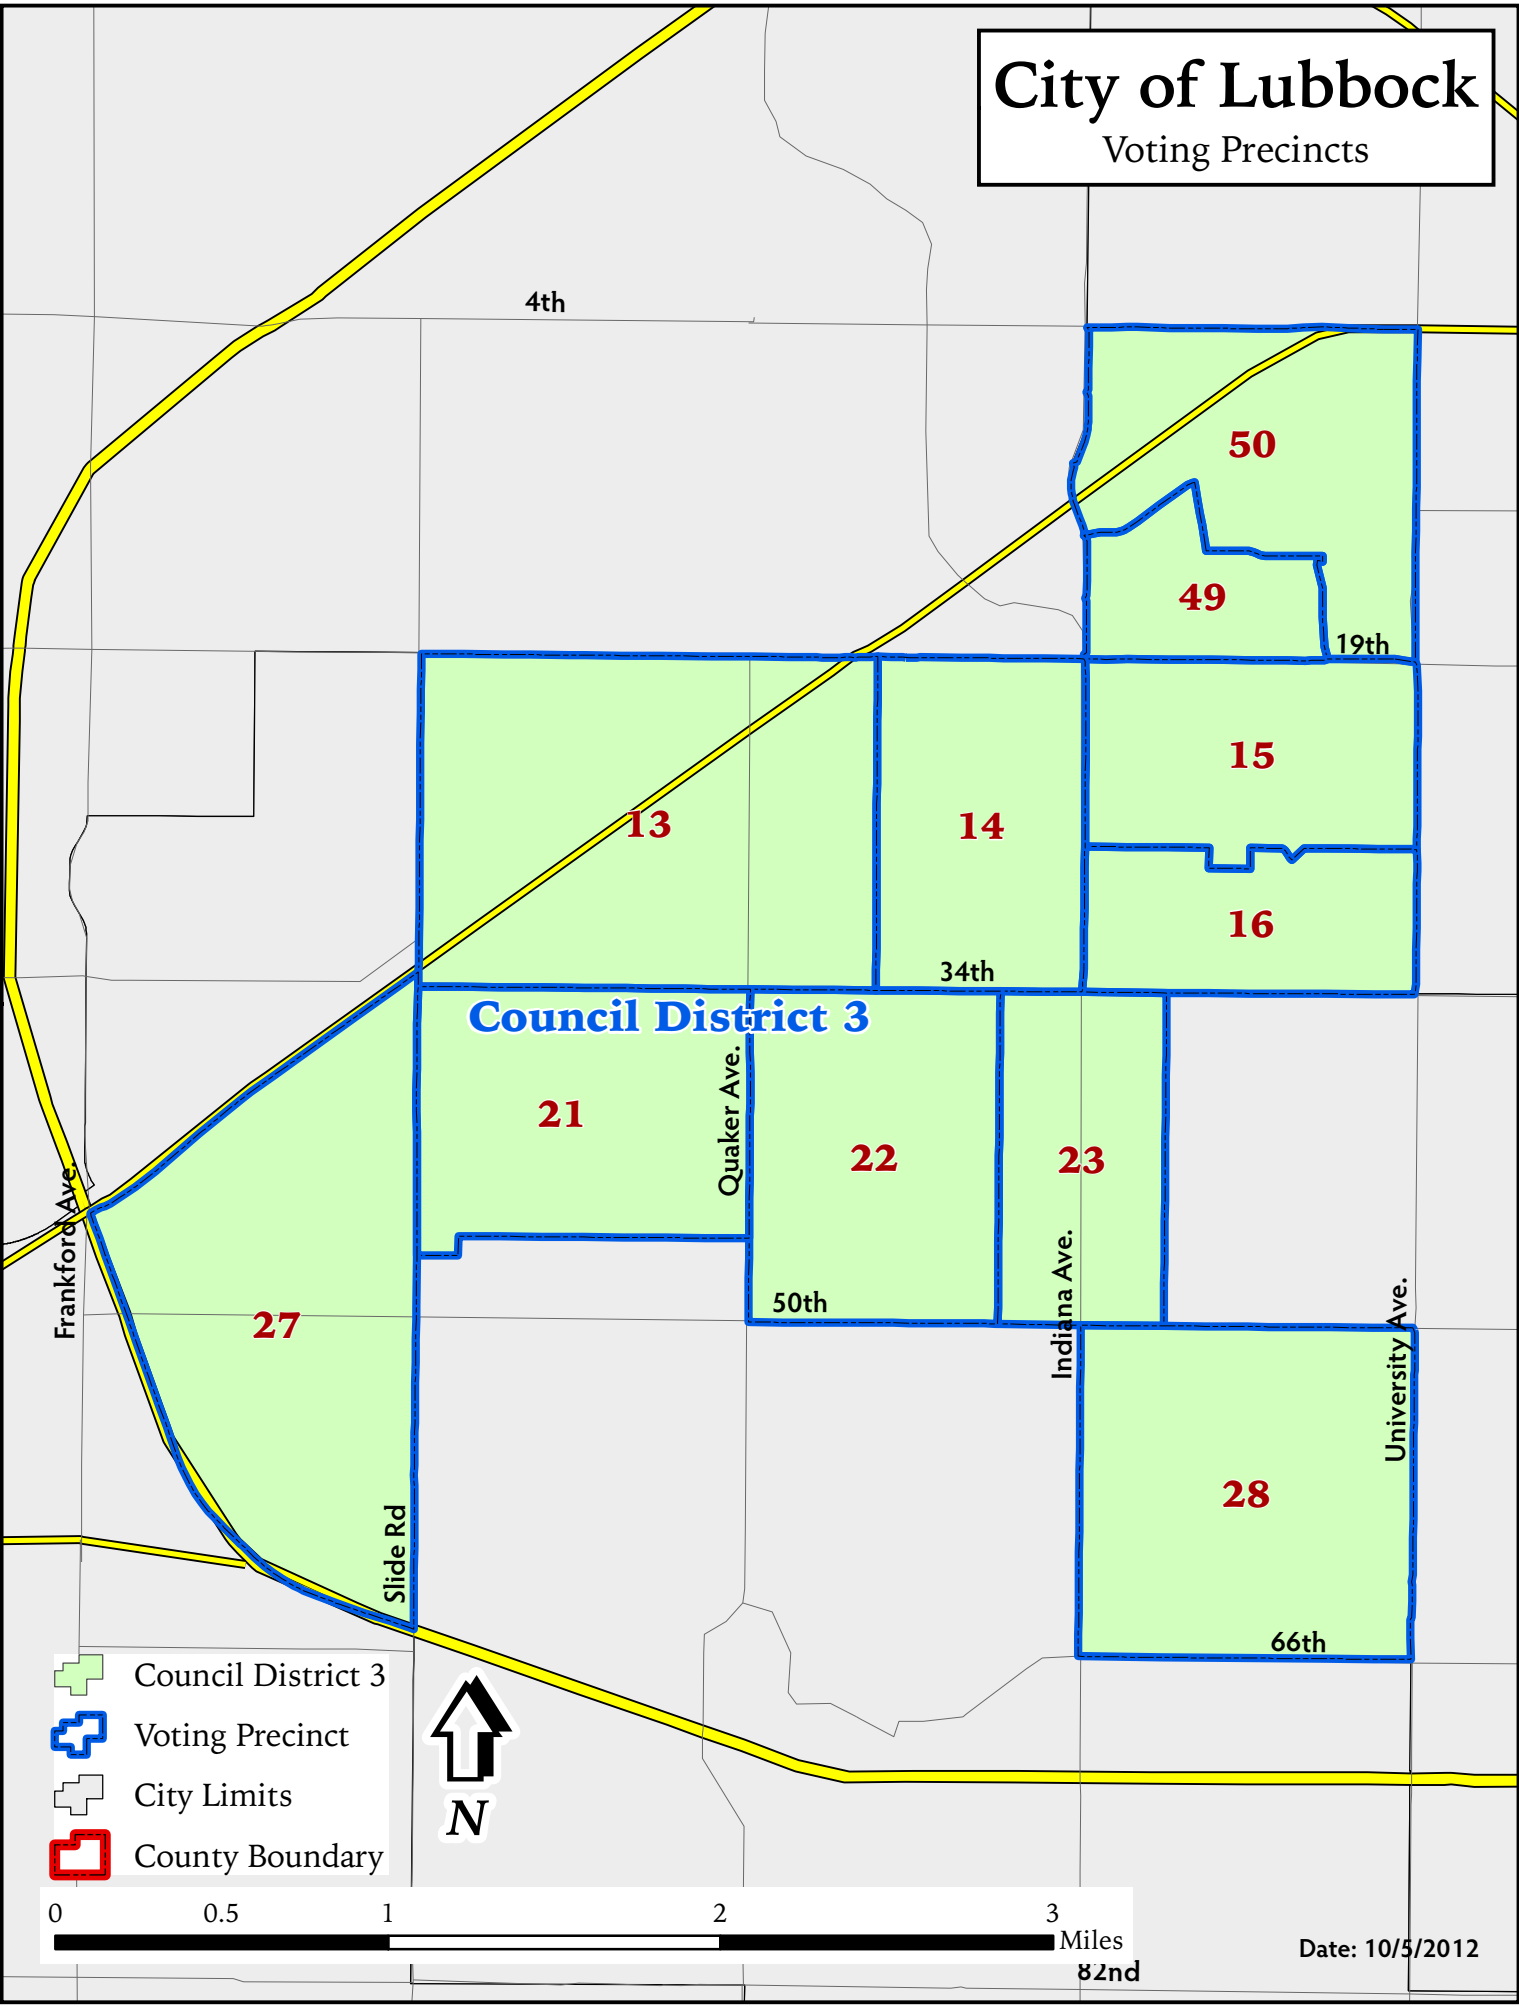 City of Lubbock
Voting Precincts
4th
50
49
19th
15
13
14
16
34th
Council District 3
Quaker Ave.
21
22
23
Frankford Ave.
Indiana Ave.
50th
University Ave.
27
28
Slide Rd
66th
Council District 3
Voting Precinct
City Limits
County Boundary
N
0 0.5 1 2 3
Miles
Date: 10/5/2012
82nd